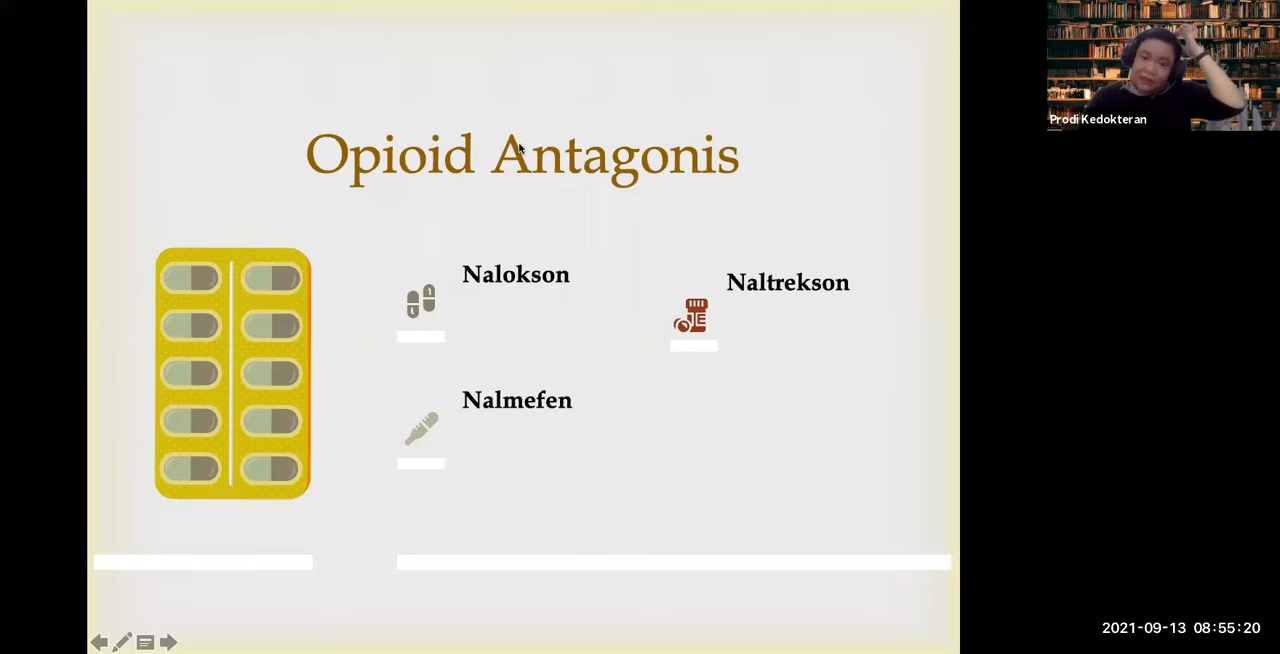 Opioid Antagonis
Nalokson
Naltrekson
Nalmefen
Prodi Kedokteran
2021-09-13 08:55:20